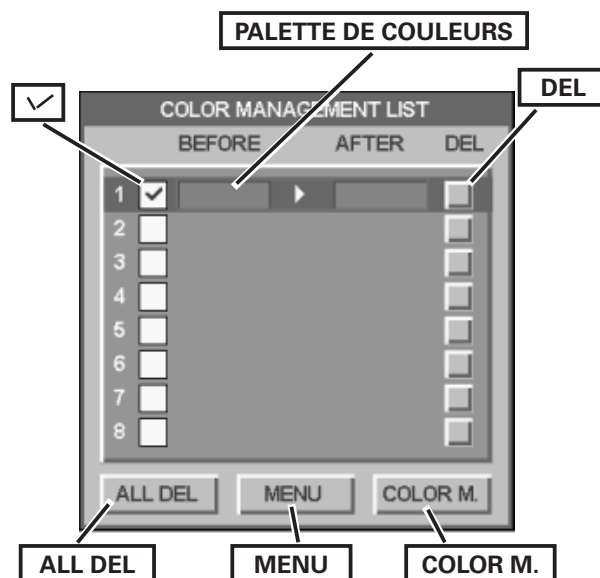 PALETTE DE COULEURS
DEL
COLOR MANAGEMENT LIST
BEFORE AFTER DEL
1
2
3
4
5
6
7
8
ALL DEL MENU COLOR M.
ALL DEL MENU COLOR M.